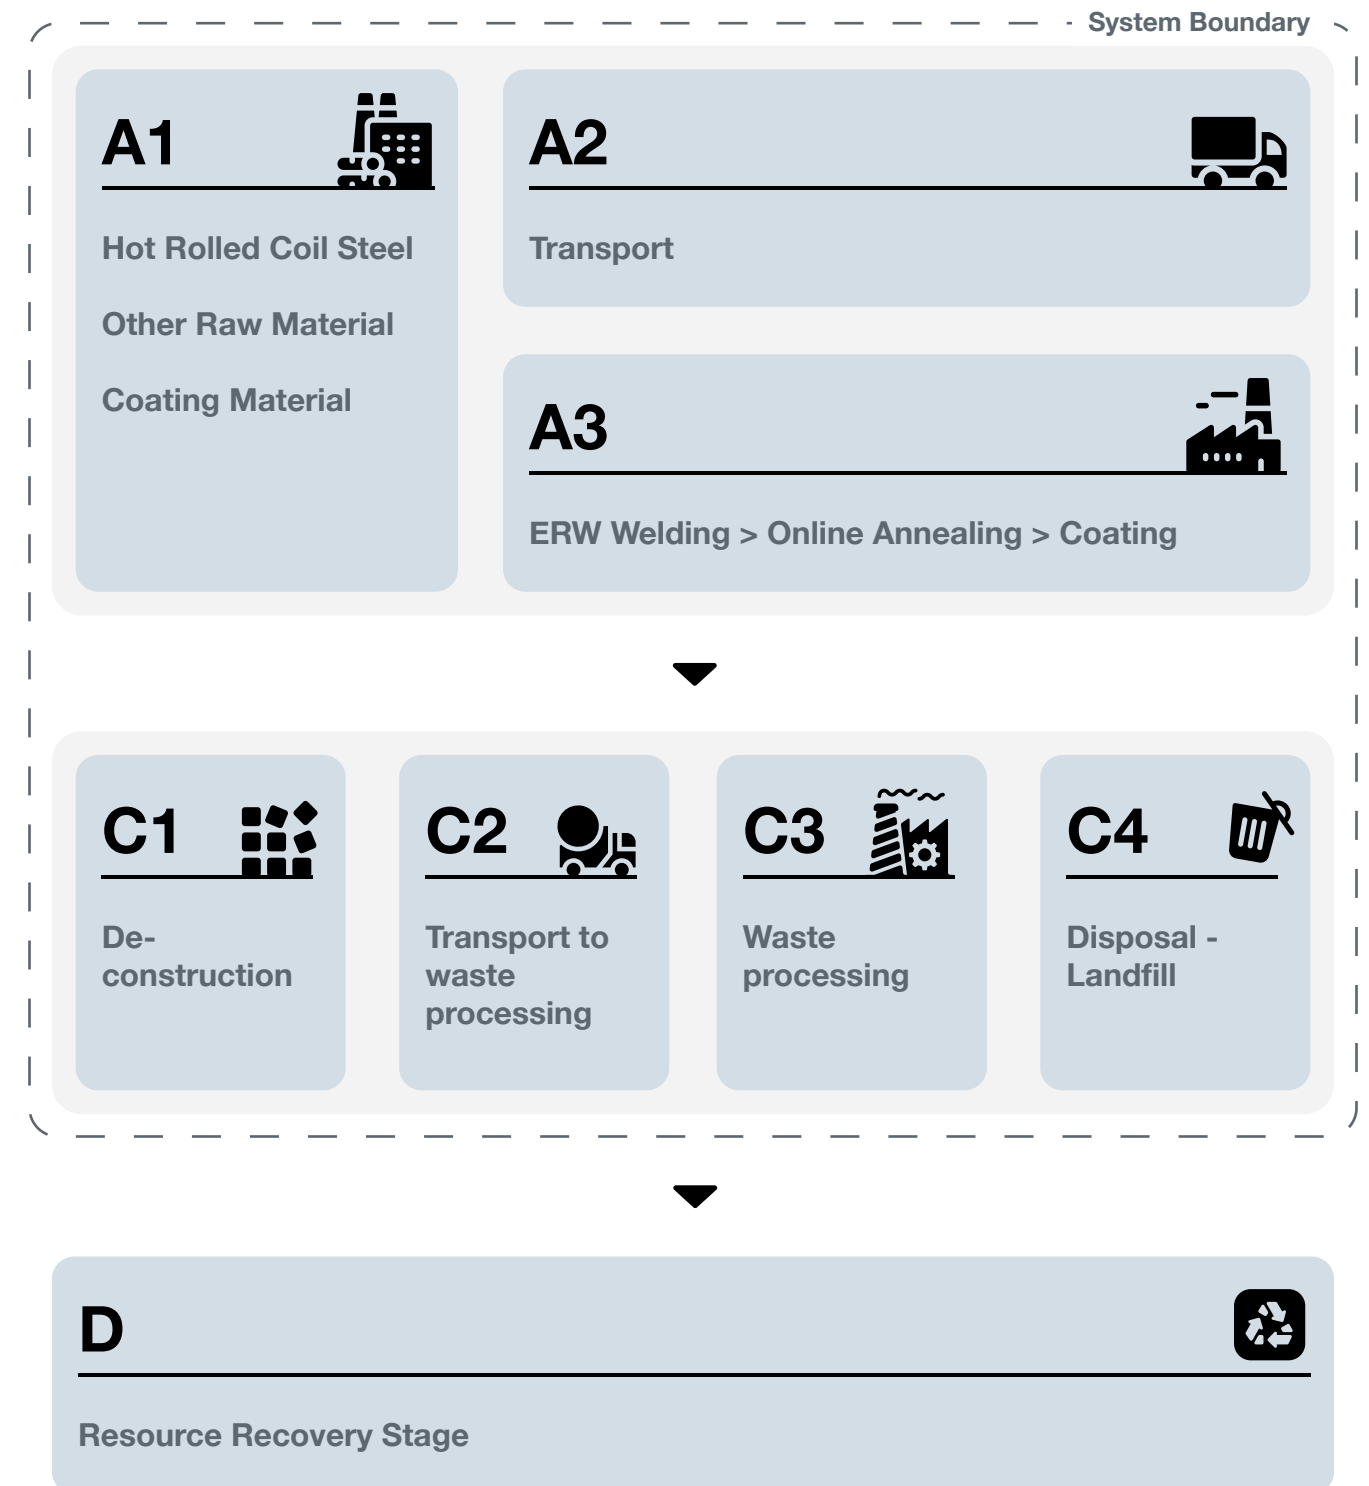 System Boundary
A1
Hot Rolled Coil Steel
Other Raw Material
Coating Material
A2
Transport
A3
ERW Welding > Online Annealing > Coating
C1
De-
construction
C2
Transport to
waste
processing
C3
Waste
processing
C4
Disposal -
Landfill
D
Resource Recovery Stage